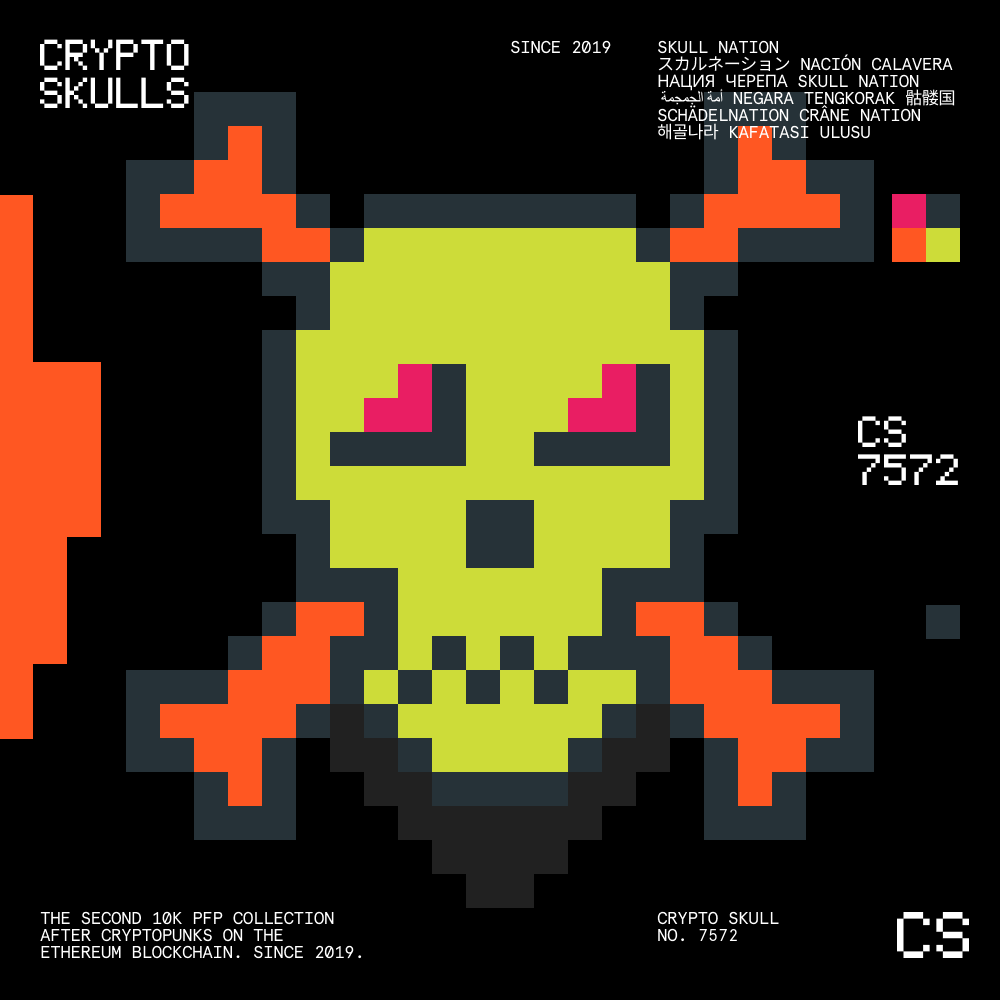 CRYPTO
SKULLS
SINCE 2019
SKULL NATION
スカルネーション NACIÓN CALAVERA
НАЦИЯ ЧЕРЕПА SKULL NATION
أمة الجمجمة NEGARA TENGKORAK 骷髅国
SCHÄDELNATION CRÂNE NATION
해골나라 KAFATASI ULUSU
CS
7572
THE SECOND 10K PFP COLLECTION
AFTER CRYPTOPUNKS ON THE
ETHEREUM BLOCKCHAIN. SINCE 2019.
CRYPTO SKULL
NO. 7572
CS